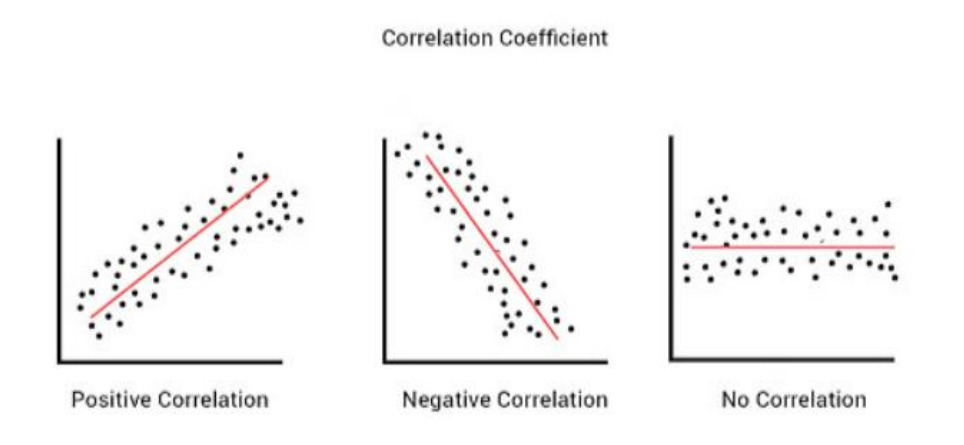 Correlation Coefficient
Positive Correlation
Negative Correlation
No Correlation